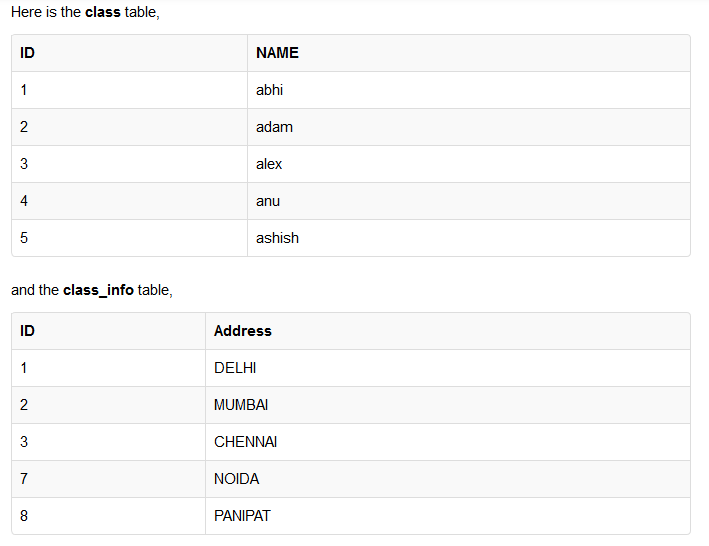 Here is the class table,
ID NAME
1 abhi
2 adam
3 alex
4 anu
5 ashish
and the class_info table,
ID Address
1 DELHI
2 MUMBAI
3 CHENNAI
7 NOIDA
8 PANIPAT